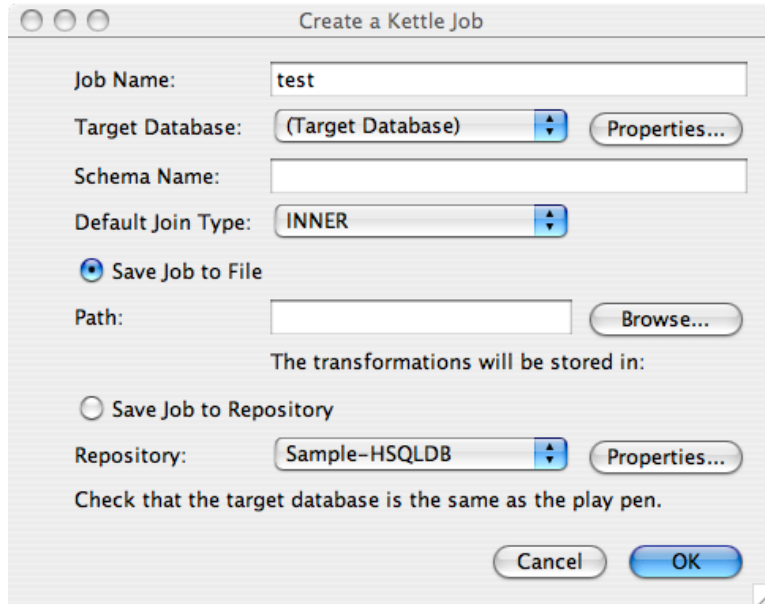 Create a Kettle Job
Job Name: test
Target Database: (Target Database) Properties...
Schema Name:
Default Join Type: INNER
Save Job to File
Path: Browse...
The transformations will be stored in:
Save Job to Repository
Repository: Sample-HSQLDB Properties...
Check that the target database is the same as the play pen.
Cancel OK